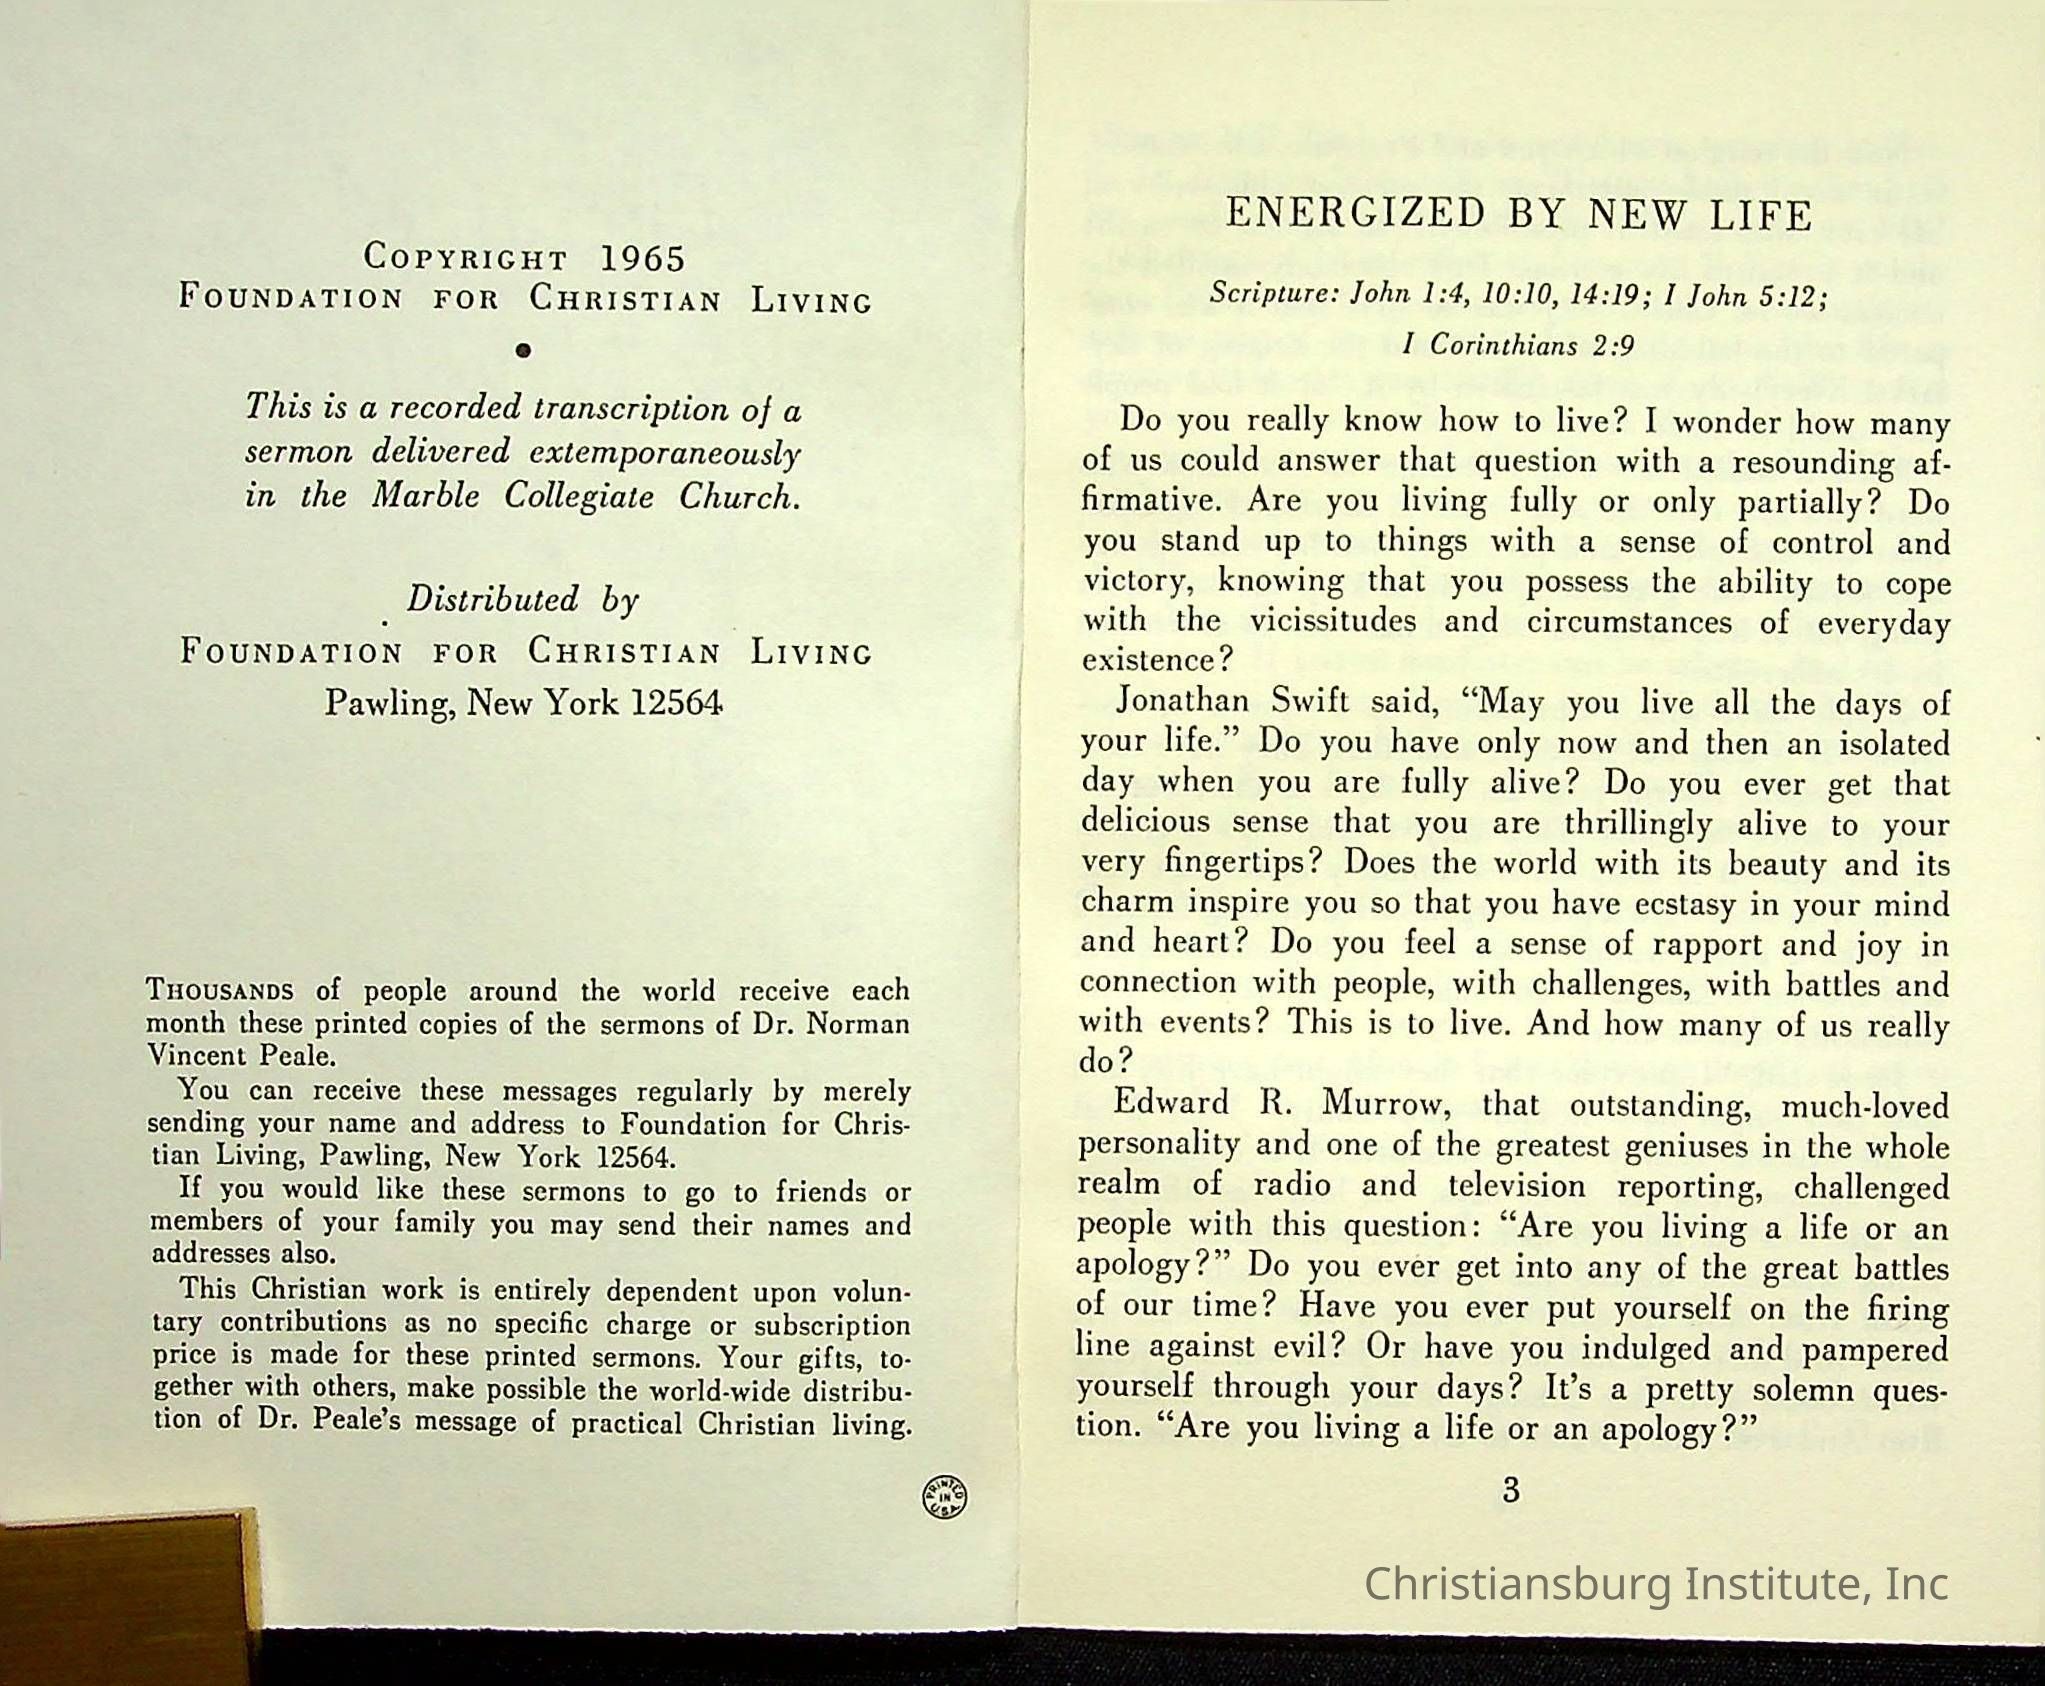 COPYRIGHT 1965
FOUNDATION FOR CHRISTIAN LIVING
●
This is a recorded transcription of a
sermon delivered extemporaneously
in the Marble Collegiate Church.
Distributed by
FOUNDATION FOR CHRISTIAN LIVING
Pawling, New York 12564
THOUSANDS of people around the world receive each
month these printed copies of the sermons of Dr. Norman
Vincent Peale.
You can receive these messages regularly by merely
sending your name and address to Foundation for Chris-
tian Living, Pawling, New York 12564.
If you would like these sermons to go to friends or
members of your family you may send their names and
addresses also.
This Christian work is entirely dependent upon volun-
tary contributions as no specific charge or subscription
price is made for these printed sermons. Your gifts, to-
gether with others, make possible the world-wide distribu-
tion of Dr. Peale's message of practical Christian living.
PRINTED
IN
U.S.A.
ENERGIZED BY NEW LIFE
Scripture: John 1:4, 10:10, 14:19; I John 5:12;
I Corinthians 2:9
Do you really know how to live? I wonder how many
of us could answer that question with a resounding af-
firmative. Are you living fully or only partially? Do
you stand up to things with a sense of control and
victory, knowing that you possess the ability to cope
with the vicissitudes and circumstances of everyday
existence?
Jonathan Swift said, “May you live all the days of
your life.” Do you have only now and then an isolated
day when you are fully alive? Do you ever get that
delicious sense that you are thrillingly alive to your
very fingertips? Does the world with its beauty and its
charm inspire you so that you have ecstasy in your mind
and heart? Do you feel a sense of rapport and joy in
connection with people, with challenges, with battles and
with events? This is to live. And how many of us really
do?
Edward R. Murrow, that outstanding, much-loved
personality and one of the greatest geniuses in the whole
realm of radio and television reporting, challenged
people with this question: “Are you living a life or an
apology?” Do you ever get into any of the great battles
of our time? Have you ever put yourself on the firing
line against evil? Or have you indulged and pampered
yourself through your days? It's a pretty solemn ques-
tion. “Are you living a life or an apology?”
3
Christiansburg Institute, Inc